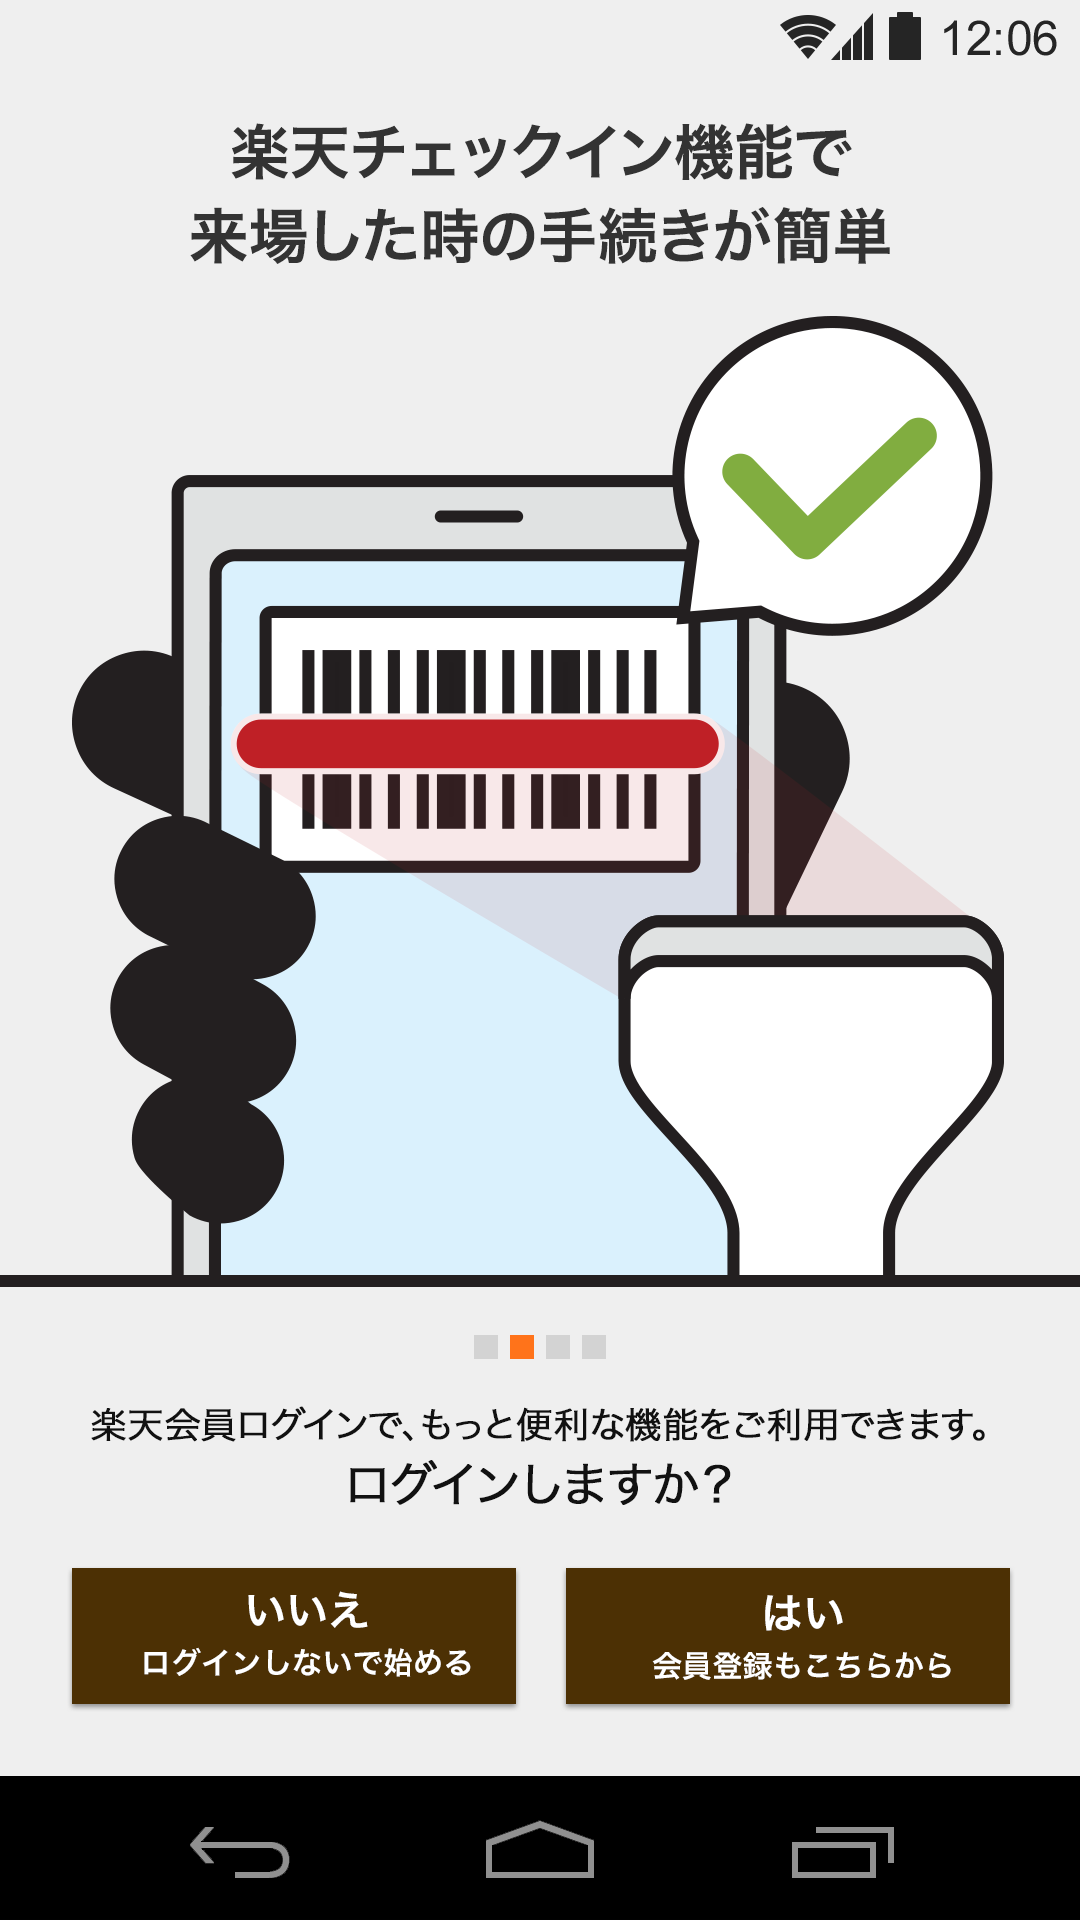 12:06
楽天チェックイン機能で
来場した時の手続きが簡単
楽天会員ログインで、もっと便利な機能をご利用できます。
ログインしますか？
いいえ
ログインしないで始める
はい
会員登録もこちらから